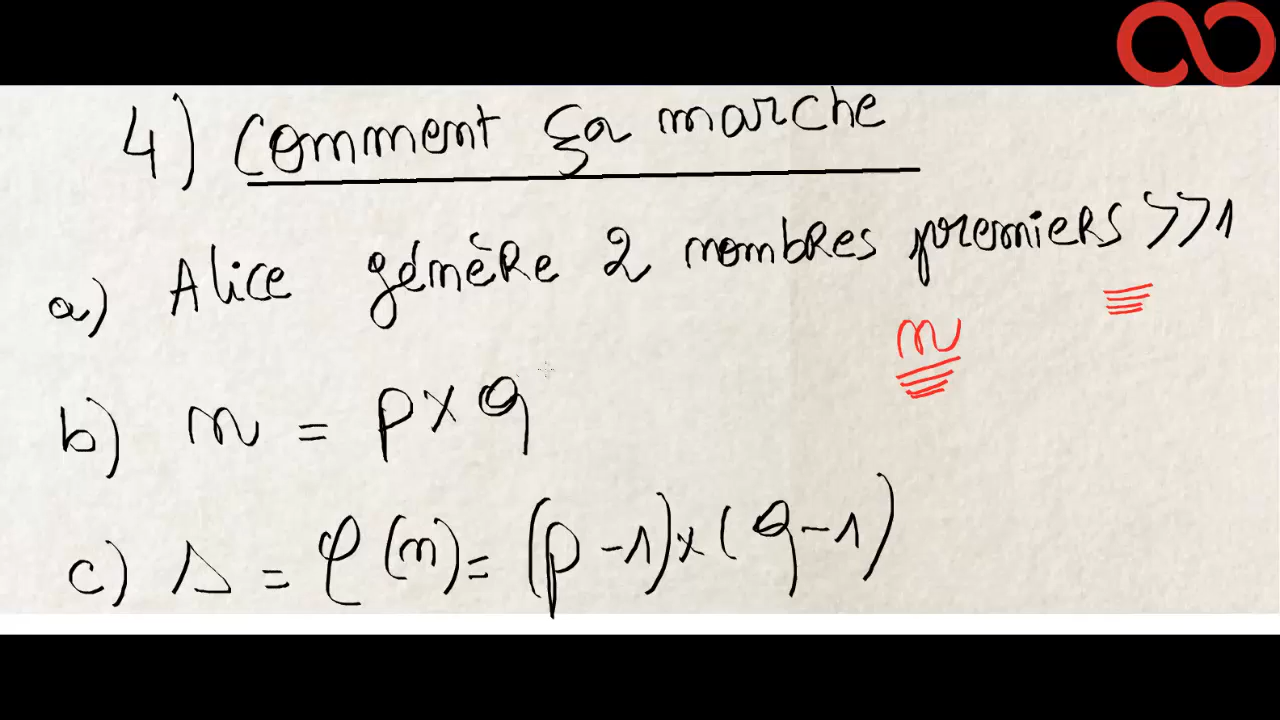 4) Comment ça marche
a) Alice génère 2 nombres premiers >>1
n
b) n = p x q
c) s = φ(n) = (p - 1) x (q - 1)